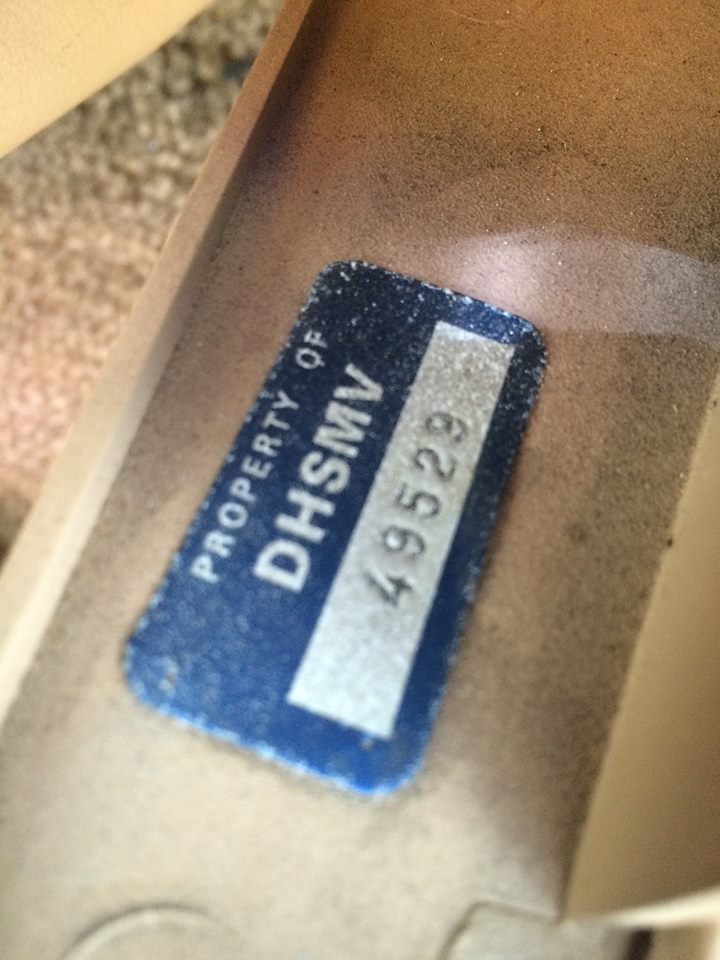 PROPERTY OF
DHSMV
49529